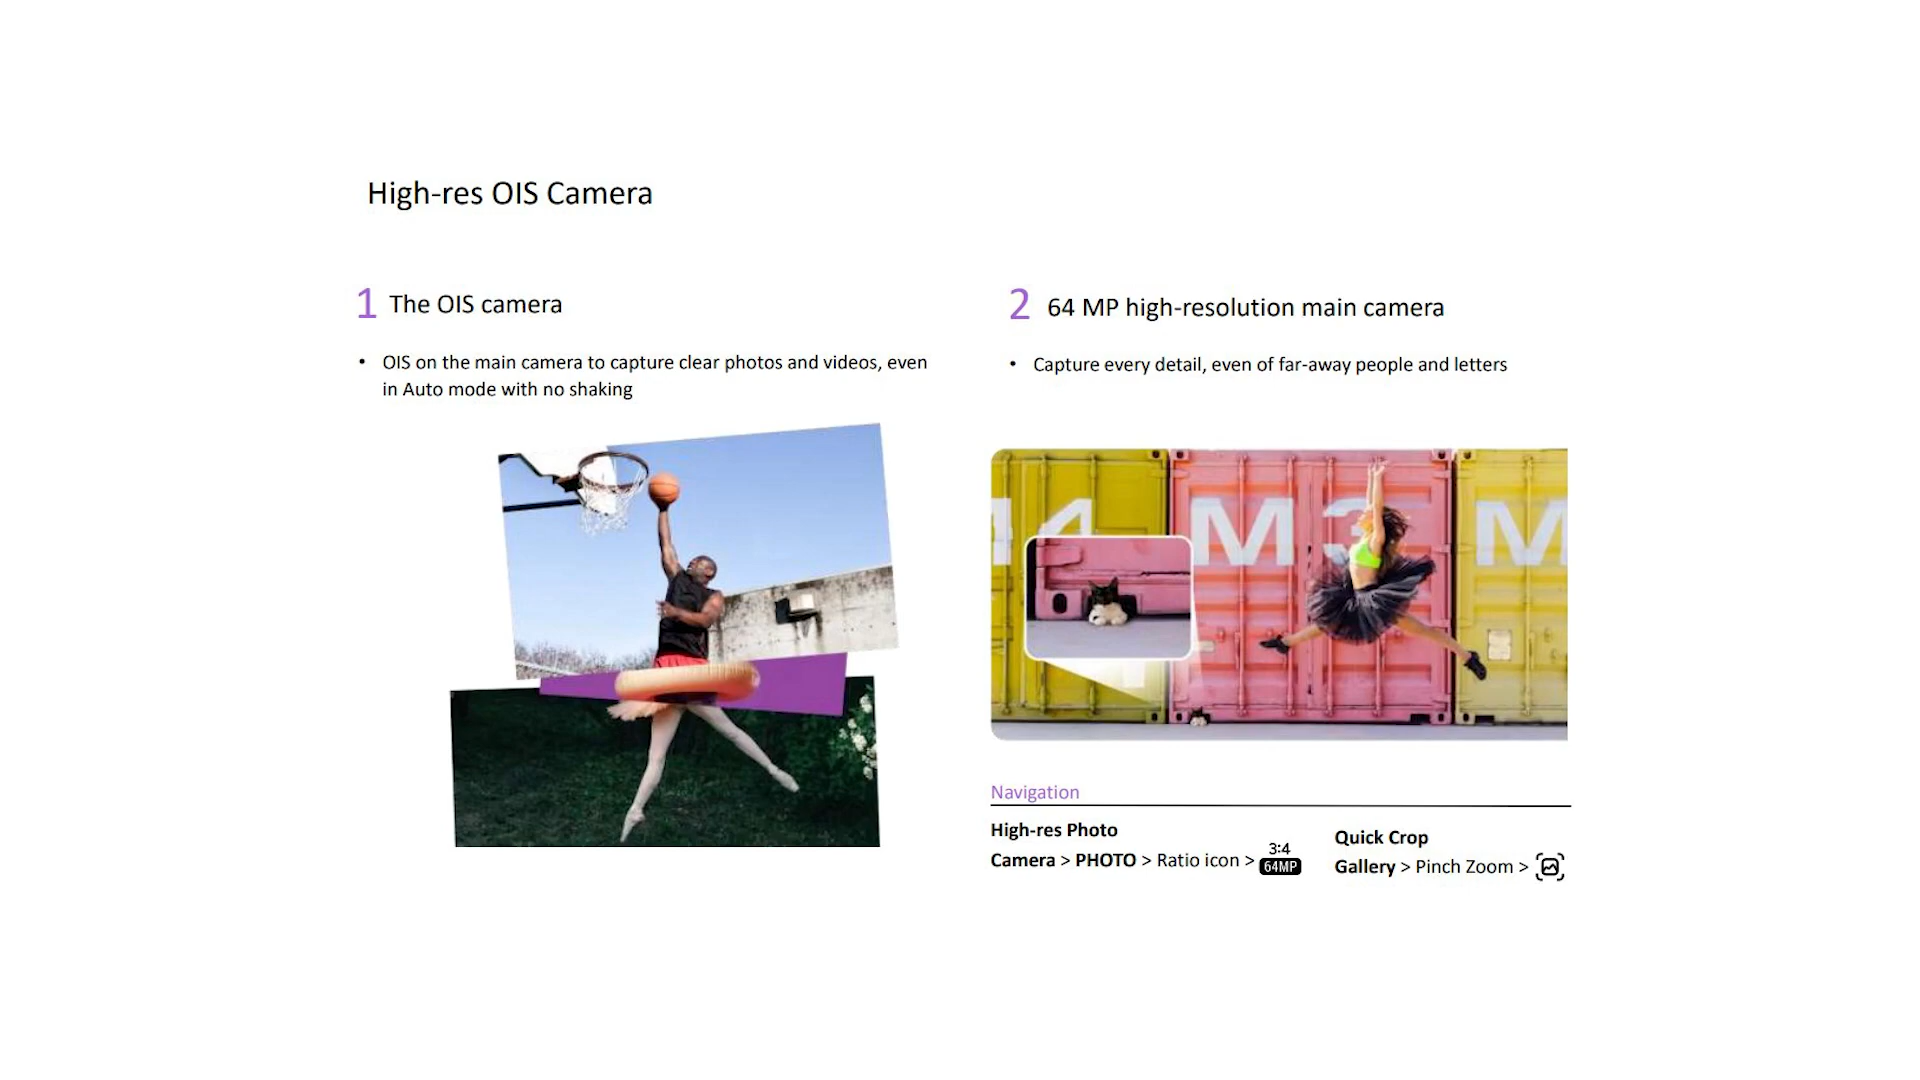 High-res OIS Camera
1 The OIS camera
• OIS on the main camera to capture clear photos and videos, even
in Auto mode with no shaking
2 64 MP high-resolution main camera
• Capture every detail, even of far-away people and letters
14 M3 M
Navigation
High-res Photo
Camera > PHOTO > Ratio icon > 3:4 64MP
Quick Crop
Gallery > Pinch Zoom >